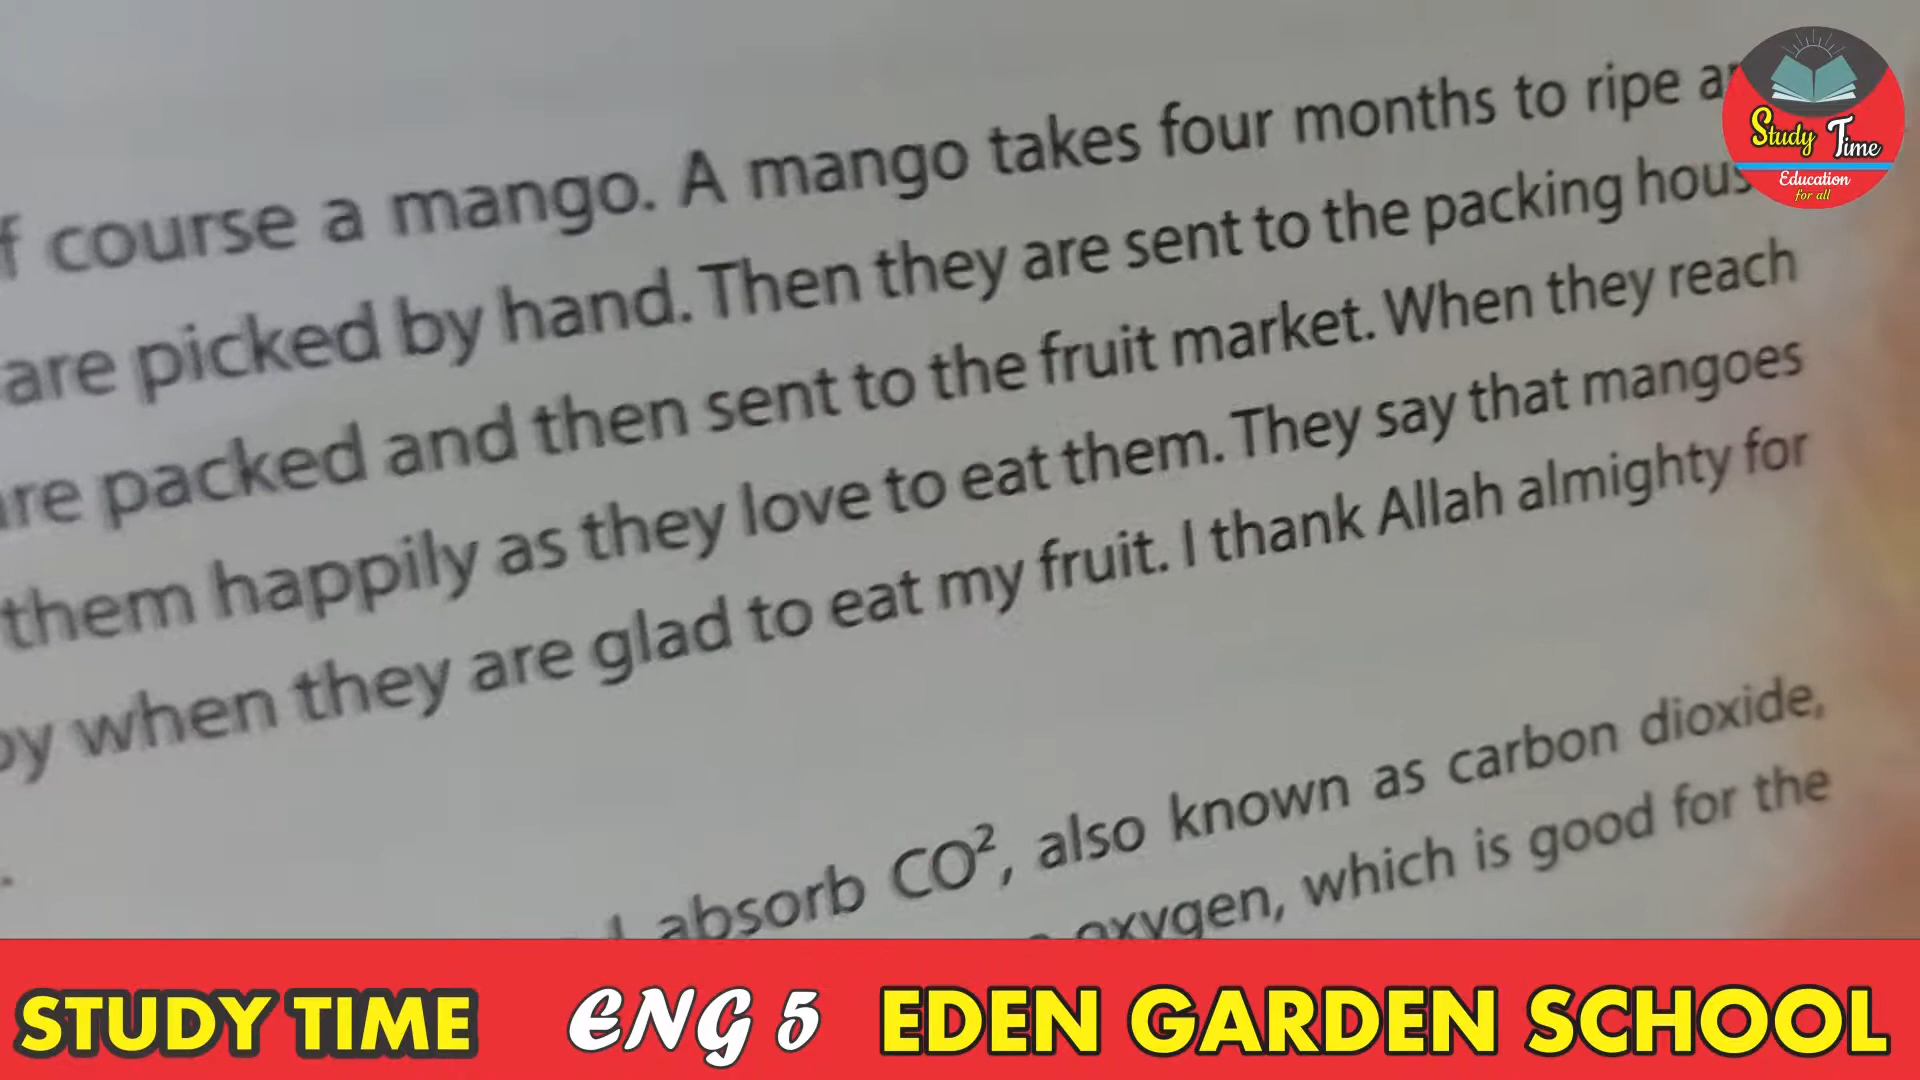 f course a mango. A mango takes four months to ripe
are picked by hand. Then they are sent to the packing
packed and then sent to the fruit market. When they reach
them happily as they love to eat them. They say that mangoes
when they are glad to eat my fruit. I thank Allah almighty for
absorb CO², also known as carbon dioxide,
oxygen, which is good for the
Study Time
Education
for all
STUDY TIME ENG 5 EDEN GARDEN SCHOOL